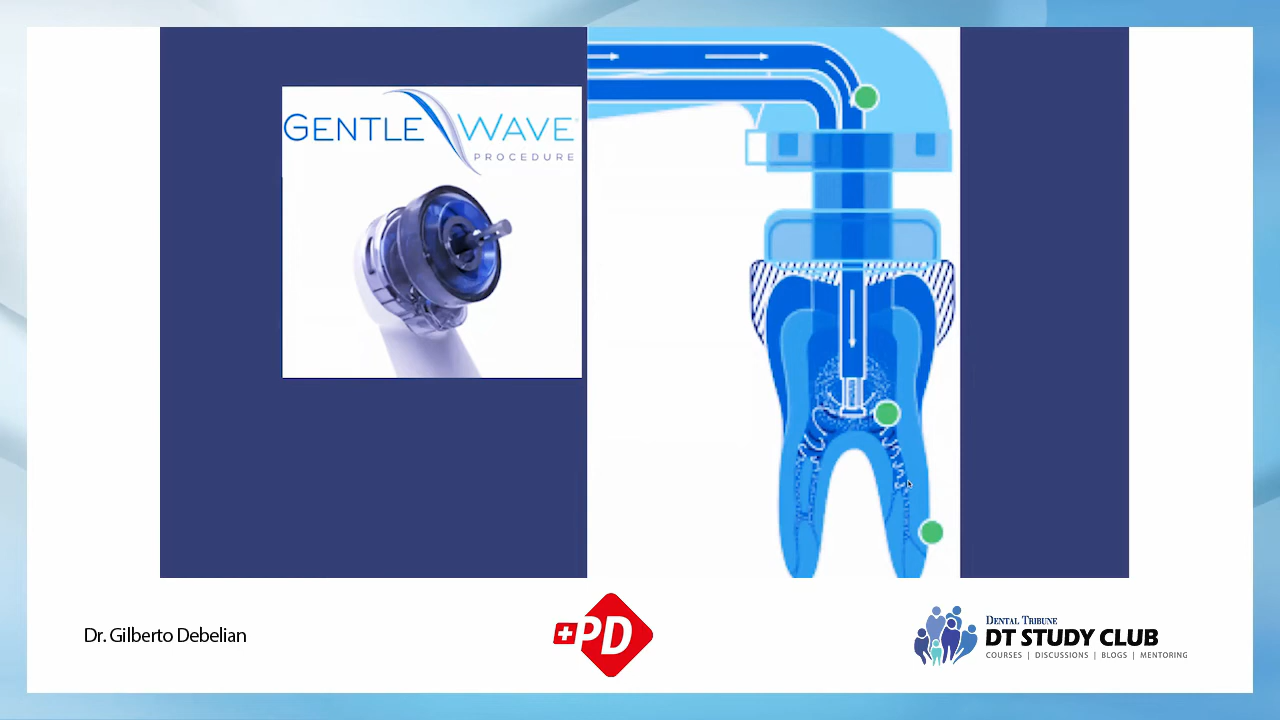 GENTLE WAVE
PROCEDURE
Dr. Gilberto Debelian
PD
DENTAL TRIBUNE
DT STUDY CLUB
COURSES | DISCUSSIONS | BLOGS | MENTORING